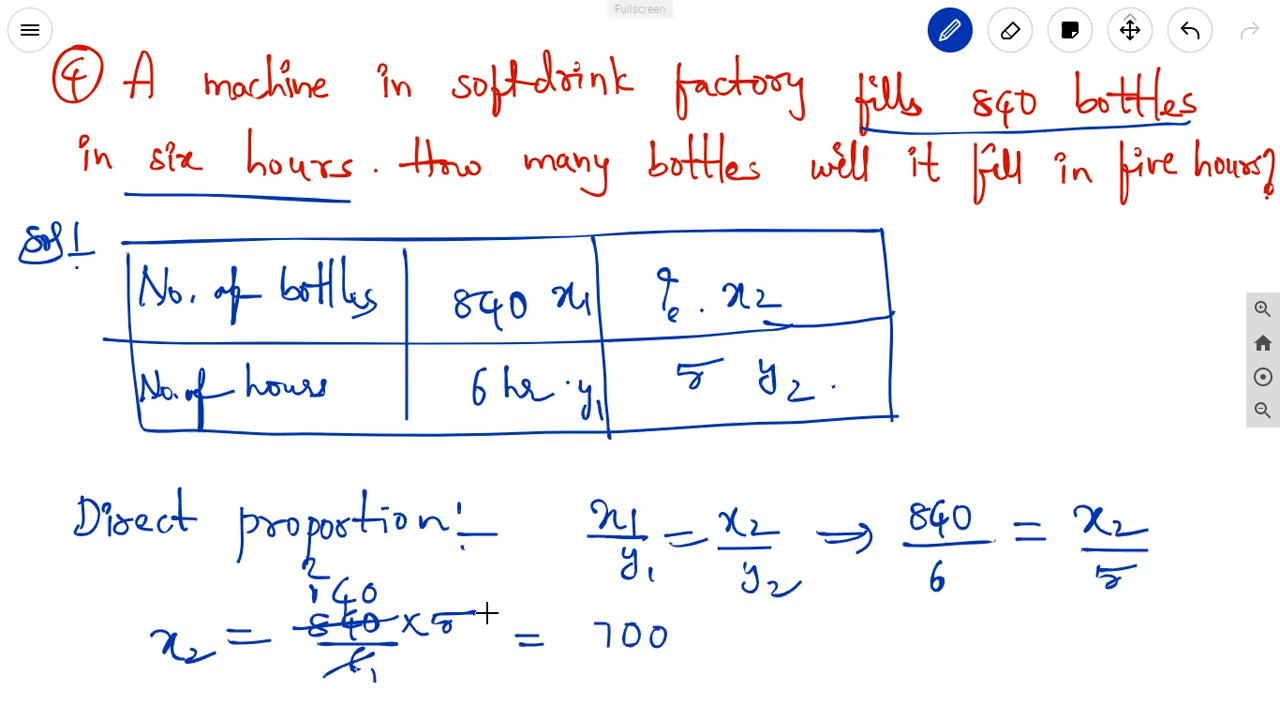 Fullscreen
④ A machine in softdrink factory fills 840 bottles
in six hours. How many bottles will it fill in five hours?
Sol:
No. of bottles 840 x1 ? x2
No. of hours 6 hr y1 5 y2
Direct proportion:- x1/y1 = x2/y2 ⇒ 840/6 = x2/5
2
140
x2 = 840/6 × 5 = 700
1